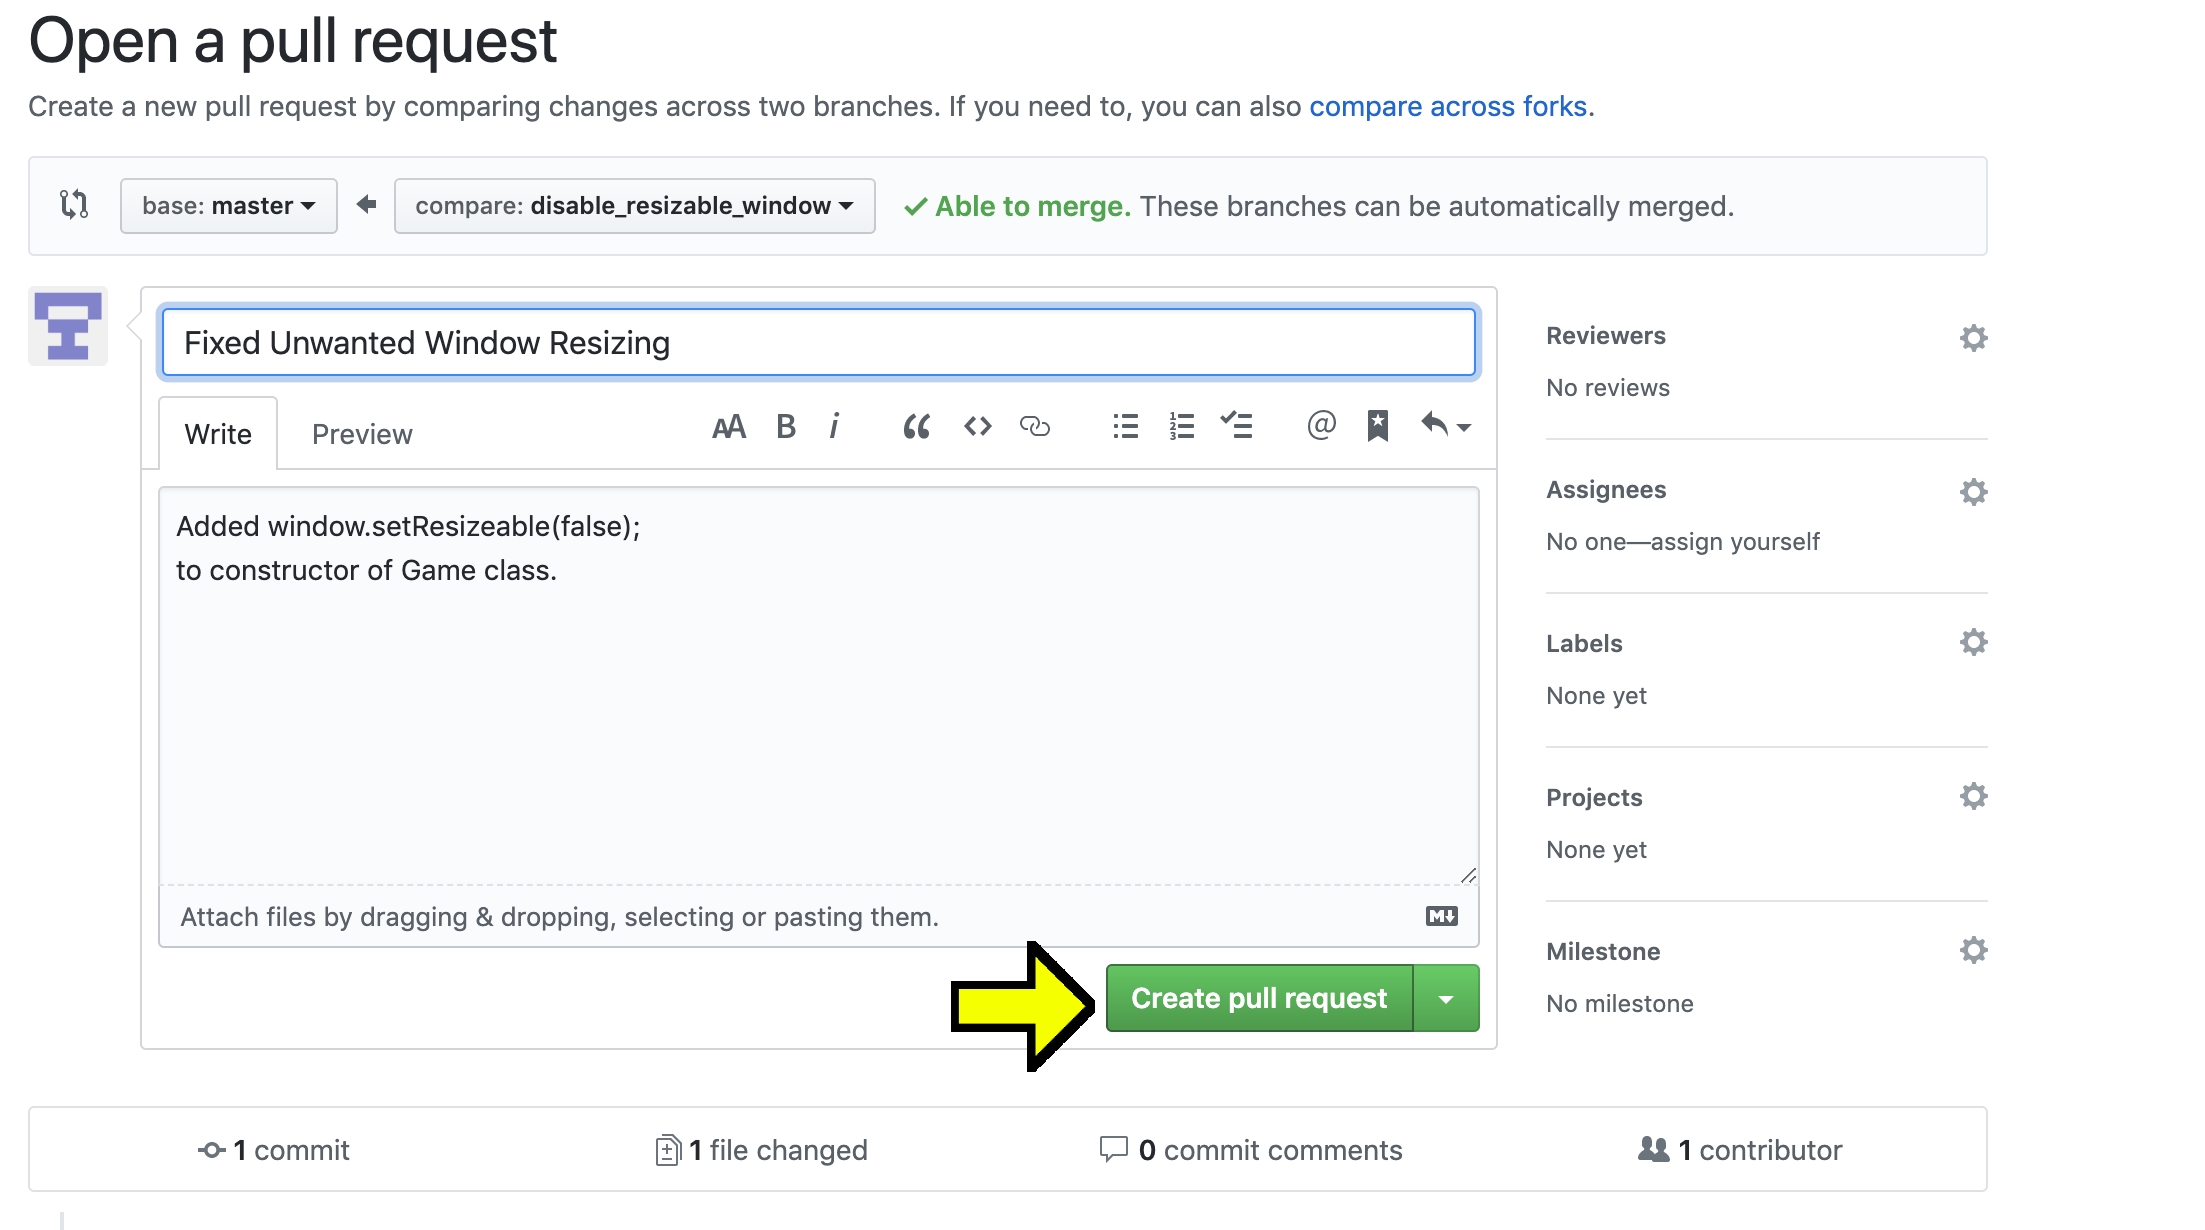 Open a pull request
Create a new pull request by comparing changes across two branches. If you need to, you can also compare across forks.
base: master compare: disable_resizable_window Able to merge. These branches can be automatically merged.
Fixed Unwanted Window Resizing
Write Preview AA B i 1 2 3 @
Added window.setResizeable(false);
to constructor of Game class.
Attach files by dragging & dropping, selecting or pasting them. M
Create pull request
Reviewers
No reviews
Assignees
No one—assign yourself
Labels
None yet
Projects
None yet
Milestone
No milestone
1 commit 1 file changed 0 commit comments 1 contributor